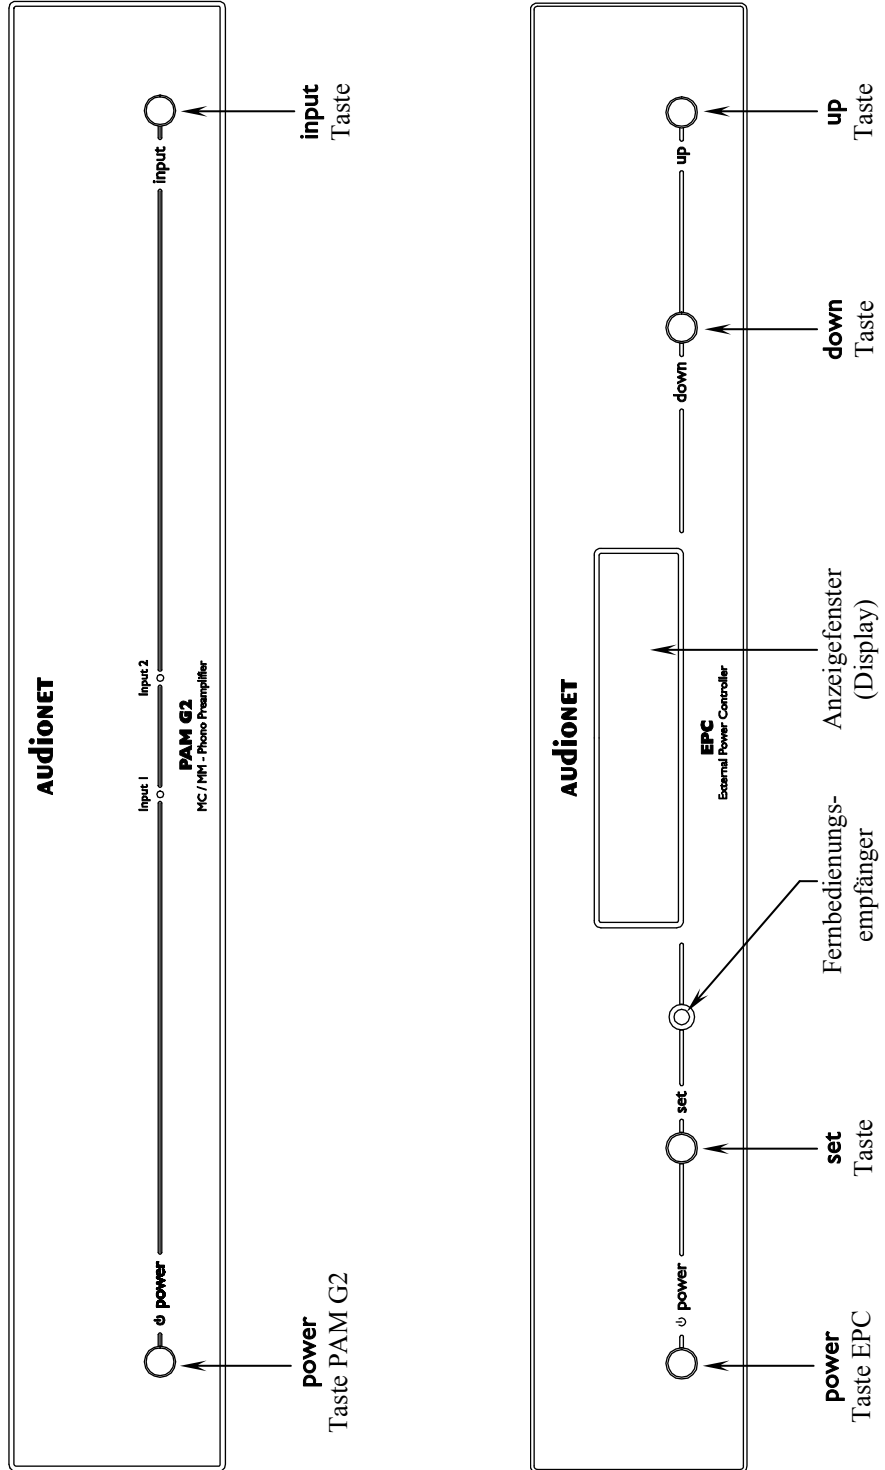 AUDIONET
Input 1
Input 2
power
input
PAM G2
MC / MM - Phono Preamplifier
power
Taste PAM G2
input
Taste
AUDIONET
power
set
down
up
EPC
External Power Controller
power
Taste EPC
set
Taste
Fernbedienungs-
empfänger
Anzeigefenster
(Display)
down
Taste
up
Taste